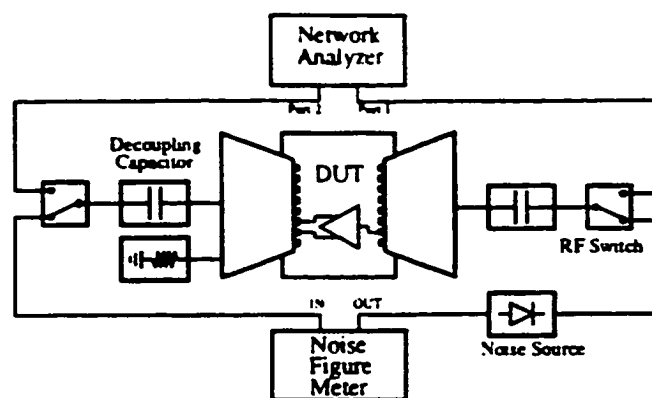 Network
Analyzer
Port 2
Port 1
Decoupling
Capacitor
DUT
RF Switch
IN
OUT
Noise
Figure
Meter
Noise Source